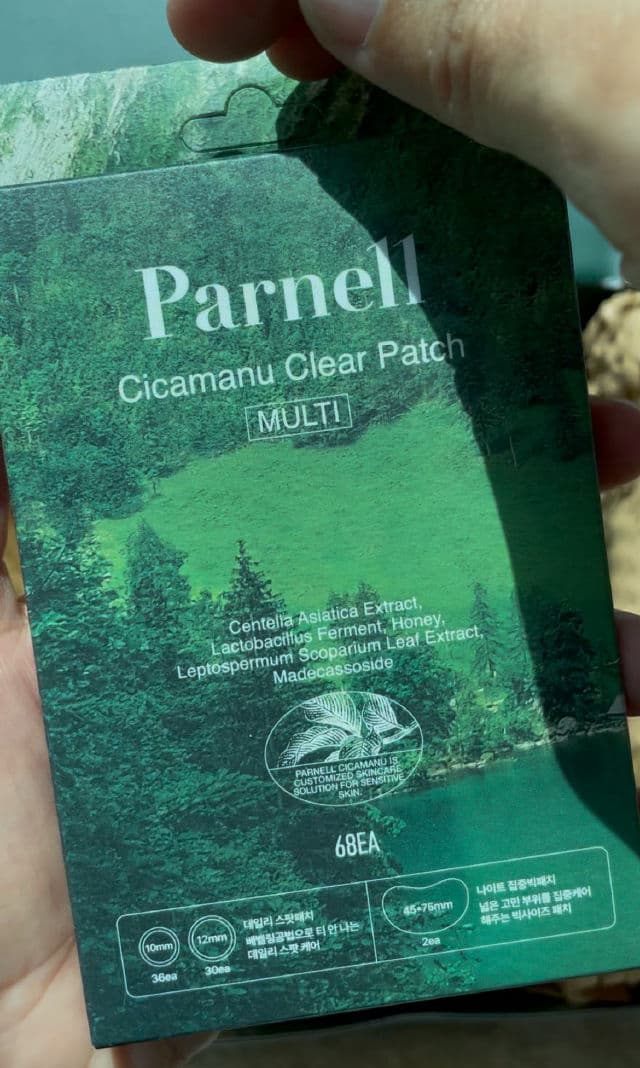 Parnell
Cicamanu Clear Patch
MULTI
Centella Asiatica Extract,
Lactobacillus Ferment, Honey,
Leptospermum Scoparium Leaf Extract,
Madecassoside
PARNELL CICAMANU IS
CUSTOMIZED SKINCARE
SOLUTION FOR SENSITIVE
SKIN.
68EA
10mm
36ea
12mm
30ea
데일리 스팟패치
베벨링공법으로 티 안 나는
데일리 스팟 케어
45*75mm
2ea
나이트 집중빅패치
넓은 고민 부위를 집중케어
해주는 빅사이즈 패치